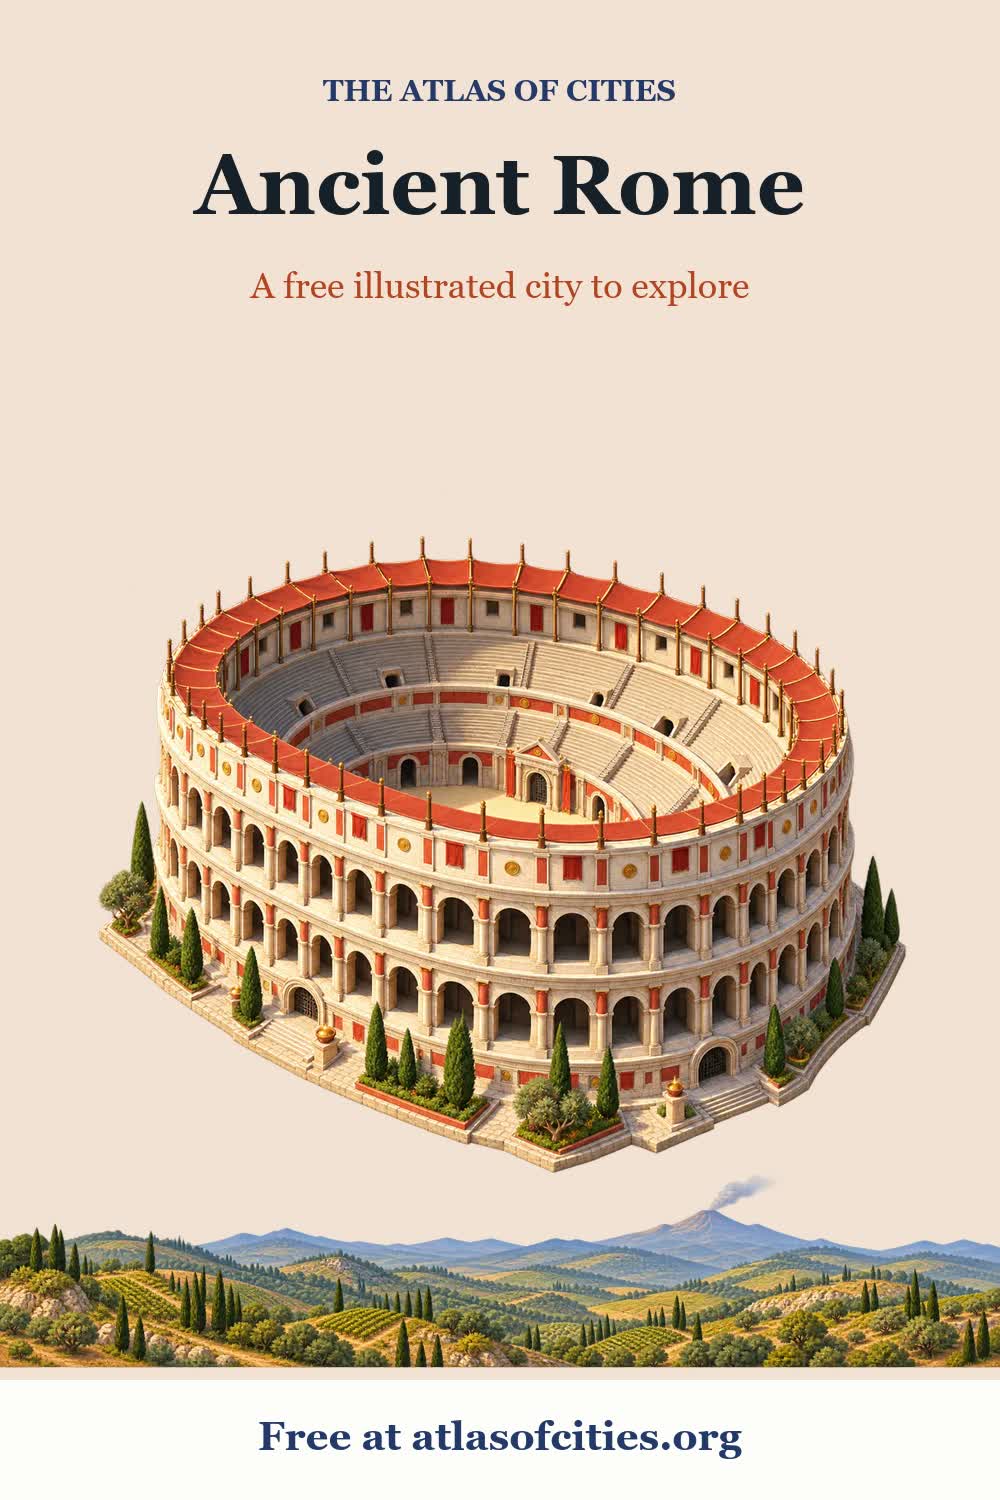 THE ATLAS OF CITIES
Ancient Rome
A free illustrated city to explore
Free at atlasofcities.org